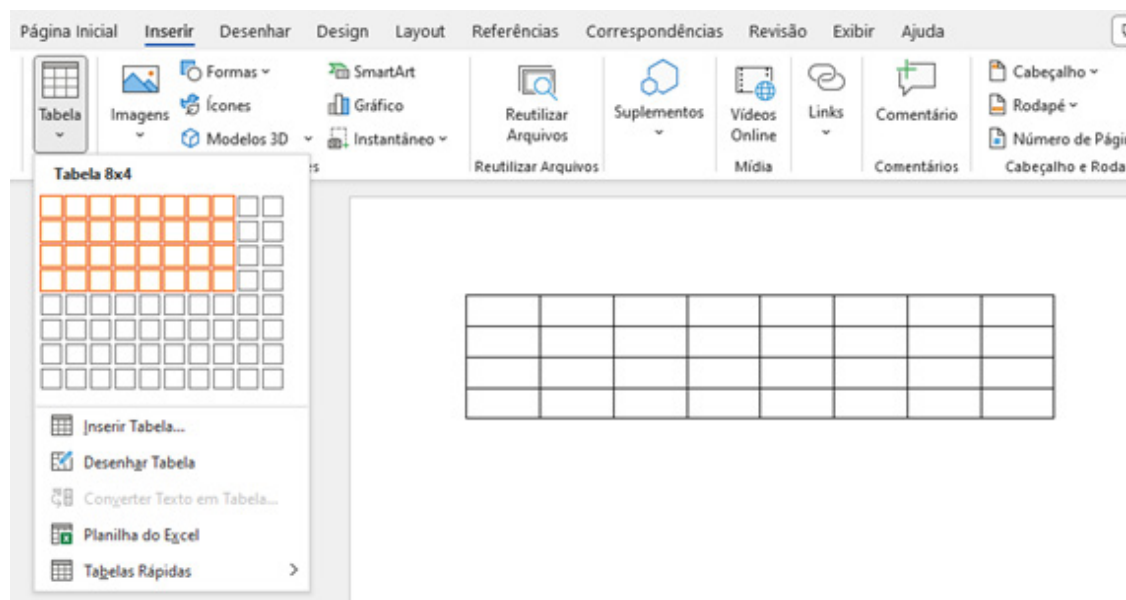 Página Inicial Inserir Desenhar Design Layout Referências Correspondências Revisão Exibir Ajuda
Tabela
Imagens
Formas
Ícones
Modelos 3D
SmartArt
Gráfico
Instantâneo
Reutilizar
Arquivos
Reutilizar Arquivos
Suplementos
Vídeos
Online
Mídia
Links
Comentário
Comentários
Cabeçalho
Rodapé
Número de
Cabeçalho e
Tabela 8x4
Inserir Tabela...
Desenhar Tabela
Converter Texto em Tabela...
Planilha do Excel
Tabelas Rápidas